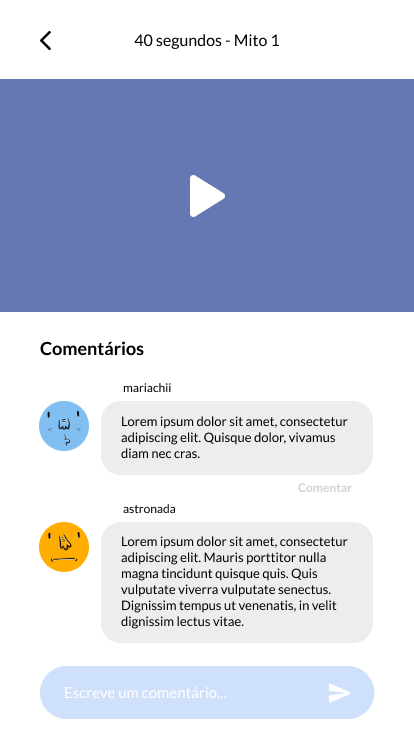 40 segundos - Mito 1
Comentários
mariachii
Lorem ipsum dolor sit amet, consectetur
adipiscing elit. Quisque dolor, vivamus
diam nec cras.
Comentar
astronada
Lorem ipsum dolor sit amet, consectetur
adipiscing elit. Mauris porttitor nulla
magna tincidunt quisque quis. Quis
vulputate viverra vulputate senectus.
Dignissim tempus ut venenatis, in velit
dignissim lectus vitae.
Escreve um comentário...